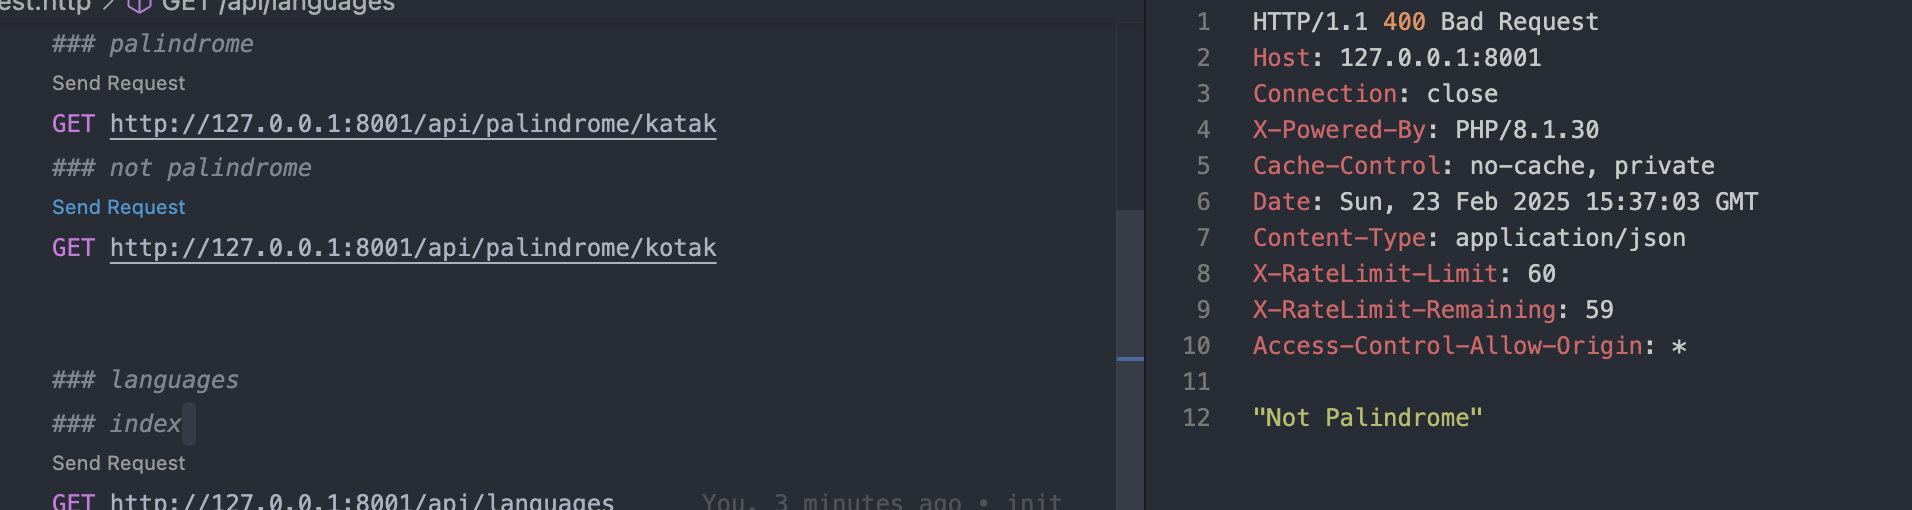 est.http > GET /api/languages
### palindrome
Send Request
GET http://127.0.0.1:8001/api/palindrome/katak
### not palindrome
Send Request
GET http://127.0.0.1:8001/api/palindrome/kotak
### languages
### index
Send Request
GET http://127.0.0.1:8001/api/languages You, 3 minutes ago • init
1 HTTP/1.1 400 Bad Request
2 Host: 127.0.0.1:8001
3 Connection: close
4 X-Powered-By: PHP/8.1.30
5 Cache-Control: no-cache, private
6 Date: Sun, 23 Feb 2025 15:37:03 GMT
7 Content-Type: application/json
8 X-RateLimit-Limit: 60
9 X-RateLimit-Remaining: 59
10 Access-Control-Allow-Origin: *
11
12 "Not Palindrome"